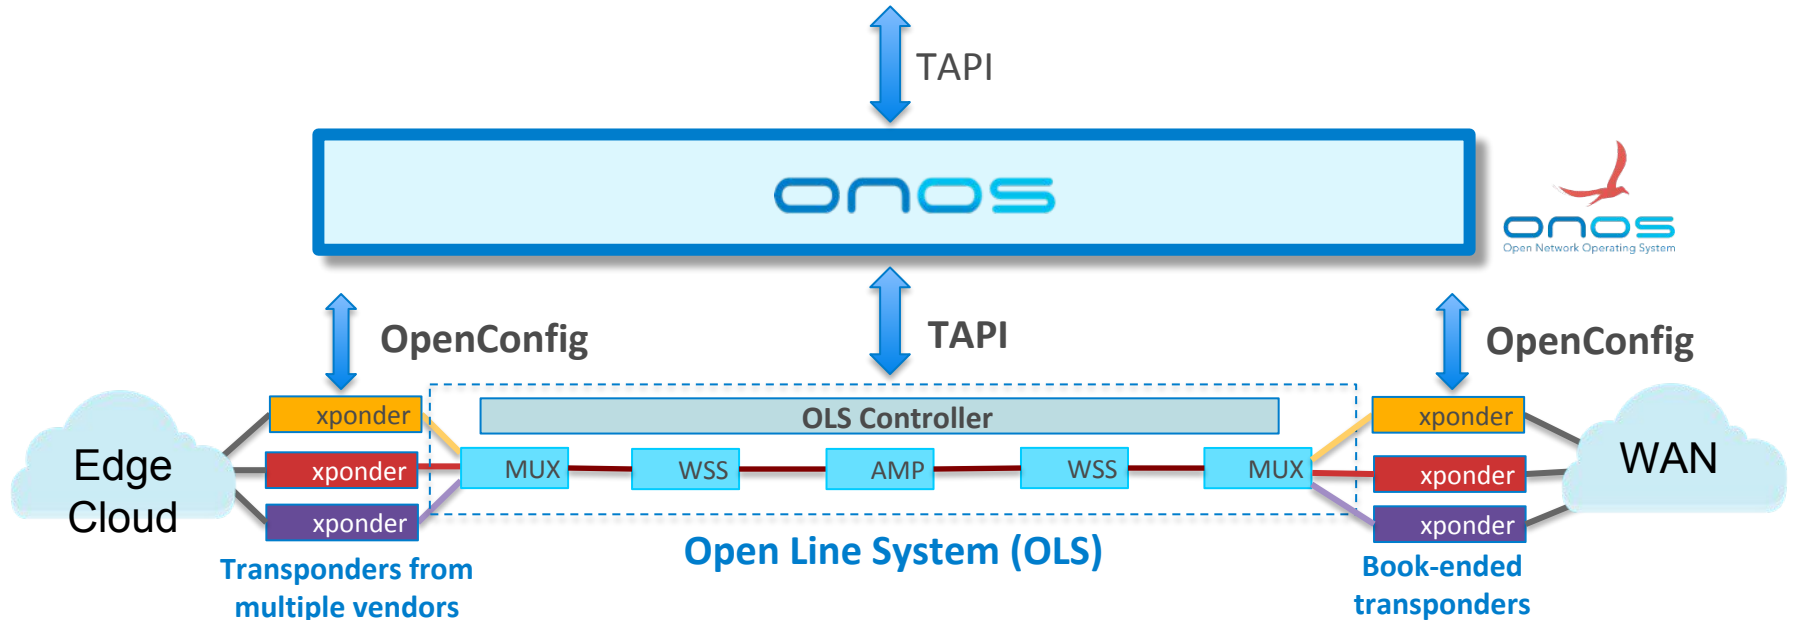 TAPI
onos
onos
Open Network Operating System
OpenConfig
TAPI
OpenConfig
xponder
OLS Controller
xponder
Edge
Cloud
xponder
MUX
WSS
AMP
WSS
MUX
xponder
WAN
xponder
xponder
Open Line System (OLS)
Transponders from
multiple vendors
Book-ended
transponders